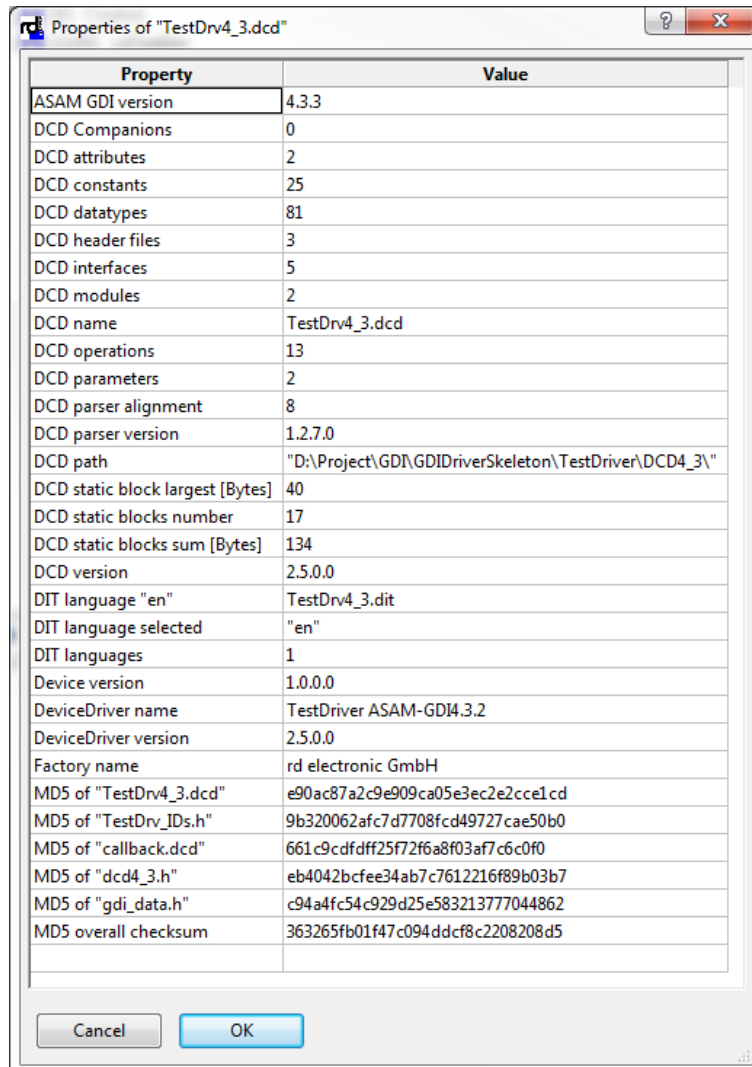 rd Properties of "TestDrv4_3.dcd"
Property Value
ASAM GDI version 4.3.3
DCD Companions 0
DCD attributes 2
DCD constants 25
DCD datatypes 81
DCD header files 3
DCD interfaces 5
DCD modules 2
DCD name TestDrv4_3.dcd
DCD operations 13
DCD parameters 2
DCD parser alignment 8
DCD parser version 1.2.7.0
DCD path "D:\Project\GDI\GDIDriverSkeleton\TestDriver\DCD4_3\"
DCD static block largest [Bytes] 40
DCD static blocks number 17
DCD static blocks sum [Bytes] 134
DCD version 2.5.0.0
DIT language "en" TestDrv4_3.dit
DIT language selected "en"
DIT languages 1
Device version 1.0.0.0
DeviceDriver name TestDriver ASAM-GDI4.3.2
DeviceDriver version 2.5.0.0
Factory name rd electronic GmbH
MD5 of "TestDrv4_3.dcd" e90ac87a2c9e909ca05e3ec2e2cce1cd
MD5 of "TestDrv_IDs.h" 9b320062afc7d7708fcd49727cae50b0
MD5 of "callback.dcd" 661c9cdfdff25f72f6a8f03af7c6c0f0
MD5 of "dcd4_3.h" eb4042bcfee34ab7c7612216f89b03b7
MD5 of "gdi_data.h" c94a4fc54c929d25e583213777044862
MD5 overall checksum 363265fb01f47c094ddcf8c2208208d5
Cancel OK